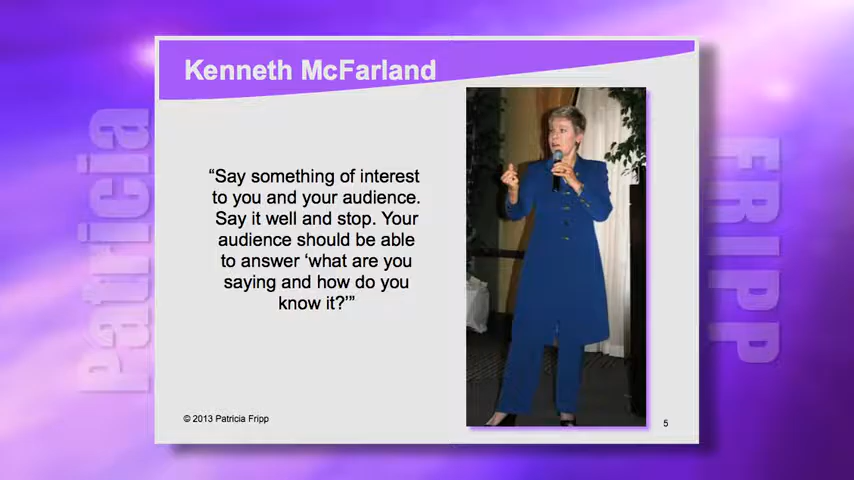 Patricia
Kenneth McFarland
“Say something of interest
to you and your audience.
Say it well and stop. Your
audience should be able
to answer ‘what are you
saying and how do you
know it?’”
© 2013 Patricia Fripp
5
FRIPP